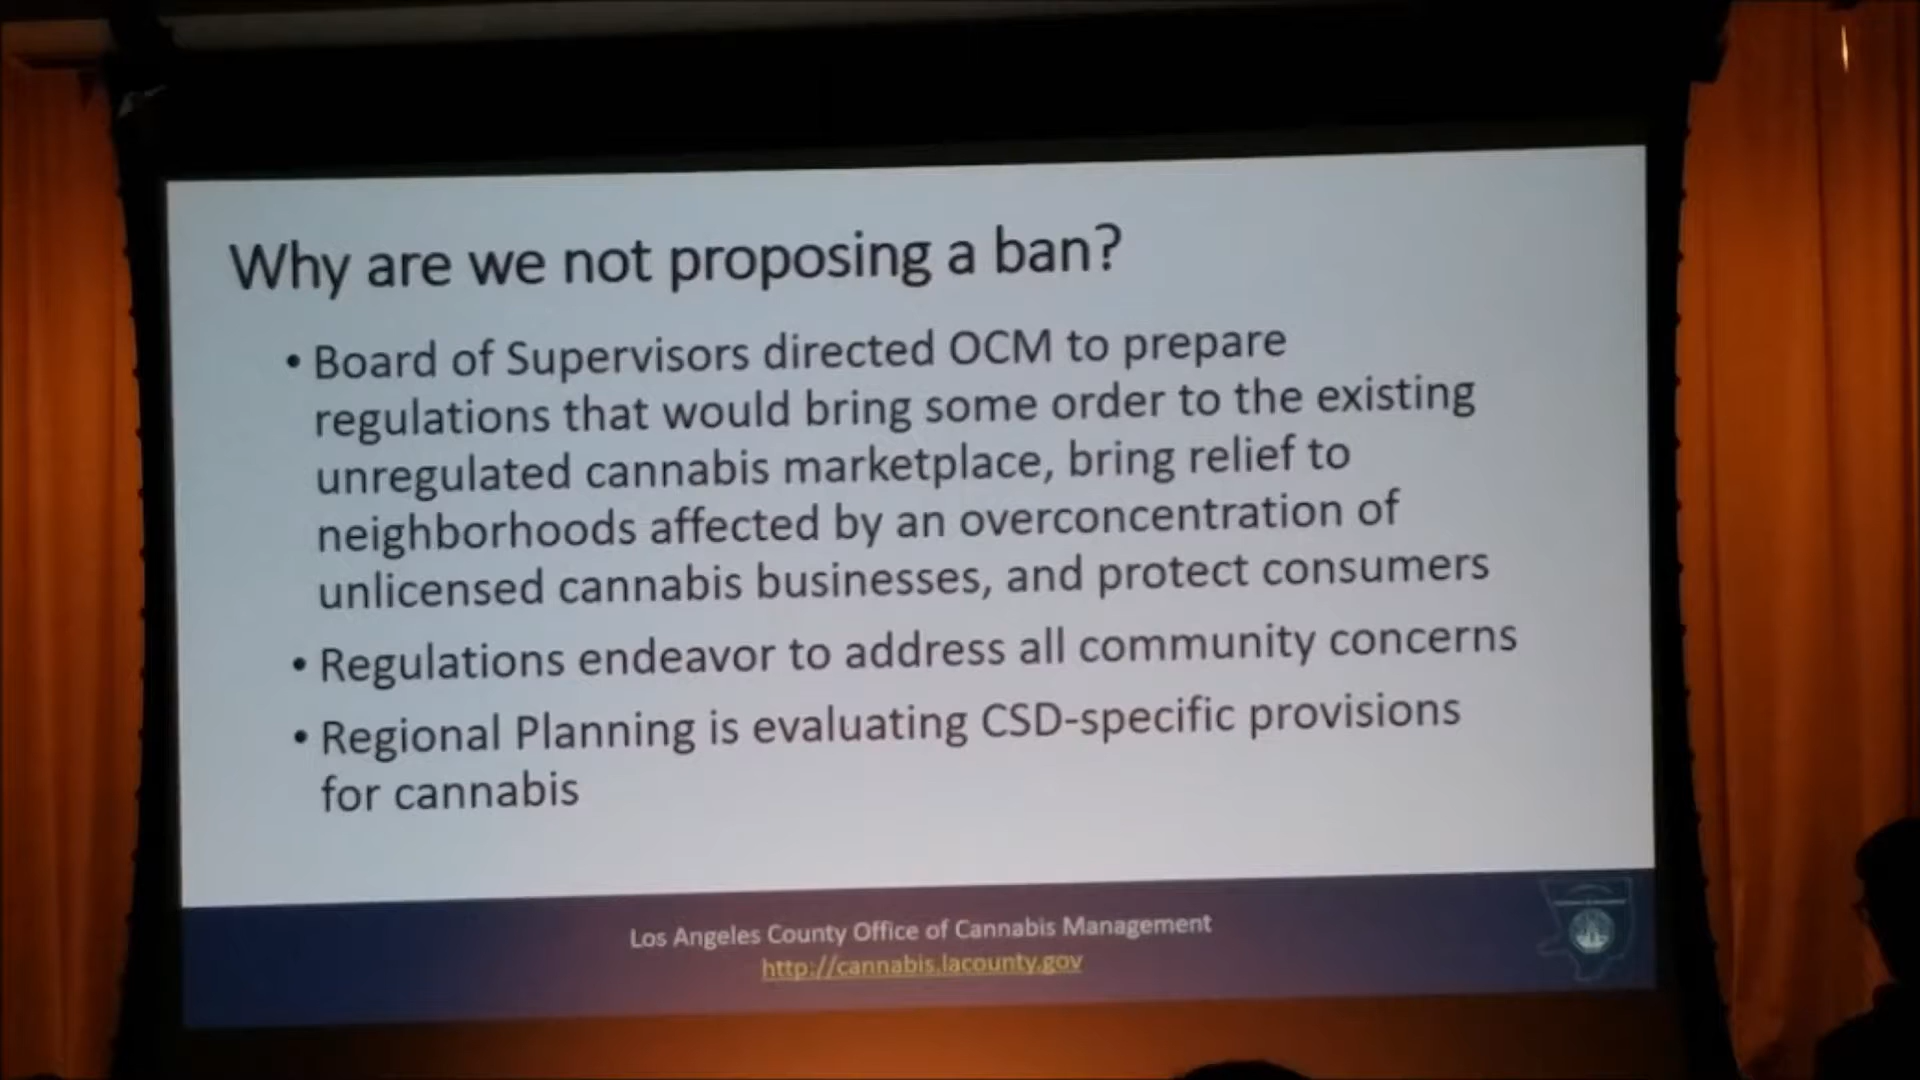 Why are we not proposing a ban?
• Board of Supervisors directed OCM to prepare
regulations that would bring some order to the existing
unregulated cannabis marketplace, bring relief to
neighborhoods affected by an overconcentration of
unlicensed cannabis businesses, and protect consumers
• Regulations endeavor to address all community concerns
• Regional Planning is evaluating CSD-specific provisions
for cannabis
Los Angeles County Office of Cannabis Management
http://cannabis.lacounty.gov